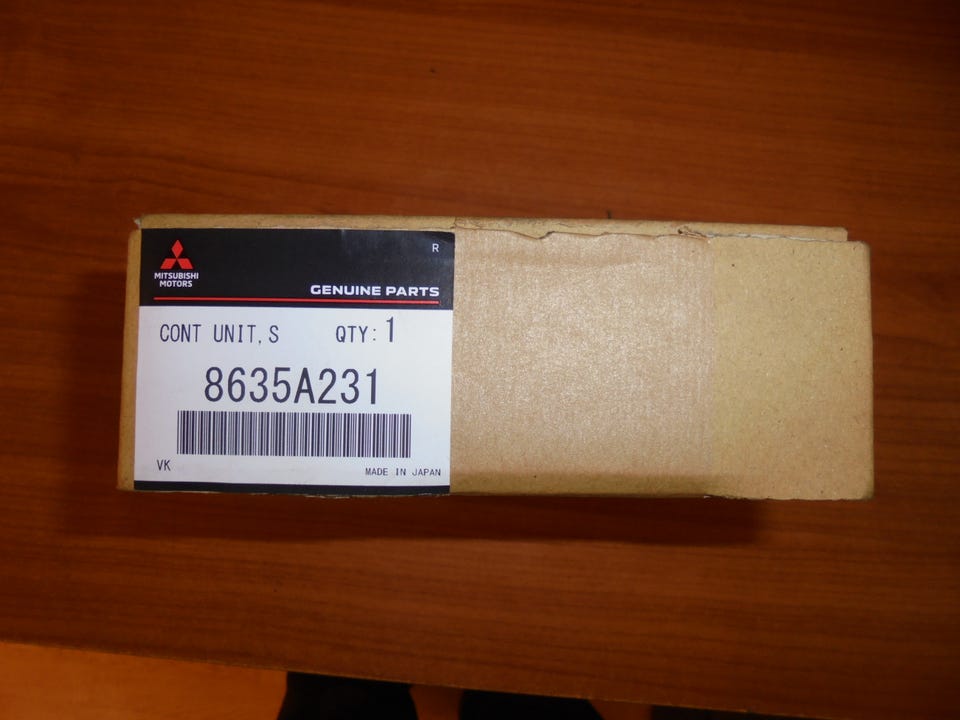 R
MITSUBISHI
MOTORS
GENUINE PARTS
CONT UNIT, S QTY: 1
8635A231
VK MADE IN JAPAN